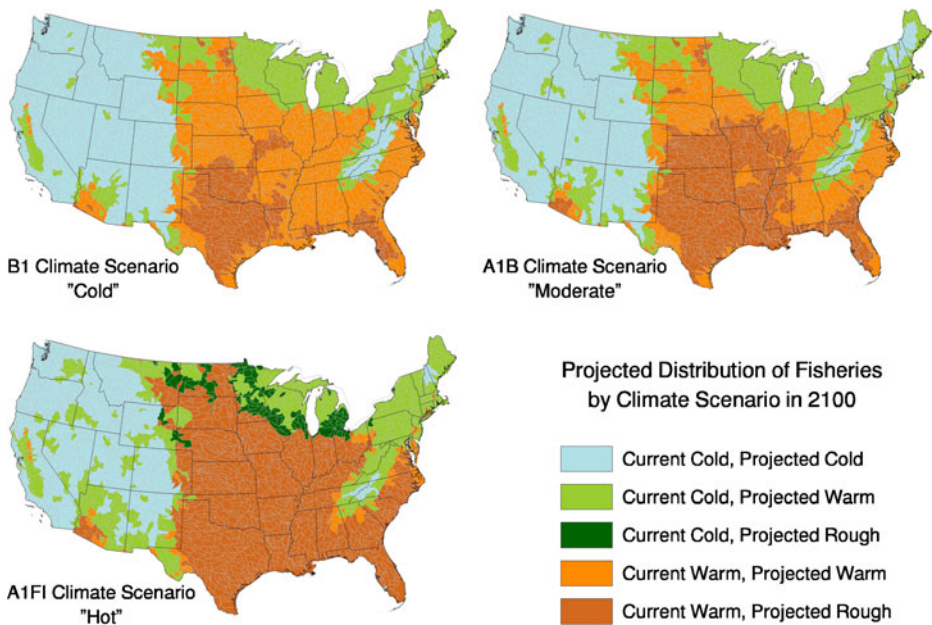 B1 Climate Scenario
”Cold”
A1B Climate Scenario
”Moderate”
A1FI Climate Scenario
”Hot”
Projected Distribution of Fisheries
by Climate Scenario in 2100
Current Cold, Projected Cold
Current Cold, Projected Warm
Current Cold, Projected Rough
Current Warm, Projected Warm
Current Warm, Projected Rough